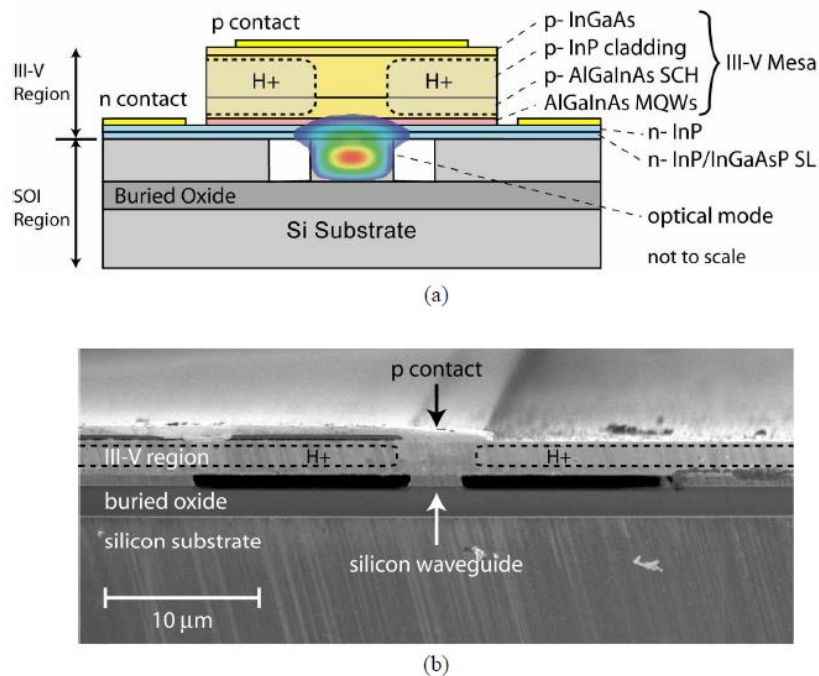 p contact
p- InGaAs
p- InP cladding
H+
H+
III-V Mesa
III-V
Region
p- AlGaInAs SCH
n contact
AlGaInAs MQWs
n- InP
n- InP/InGaAsP SL
SOI
Region
Buried Oxide
optical mode
Si Substrate
not to scale
(a)
p contact
III-V region
H+
H+
buried oxide
silicon substrate
silicon waveguide
10 μm
(b)